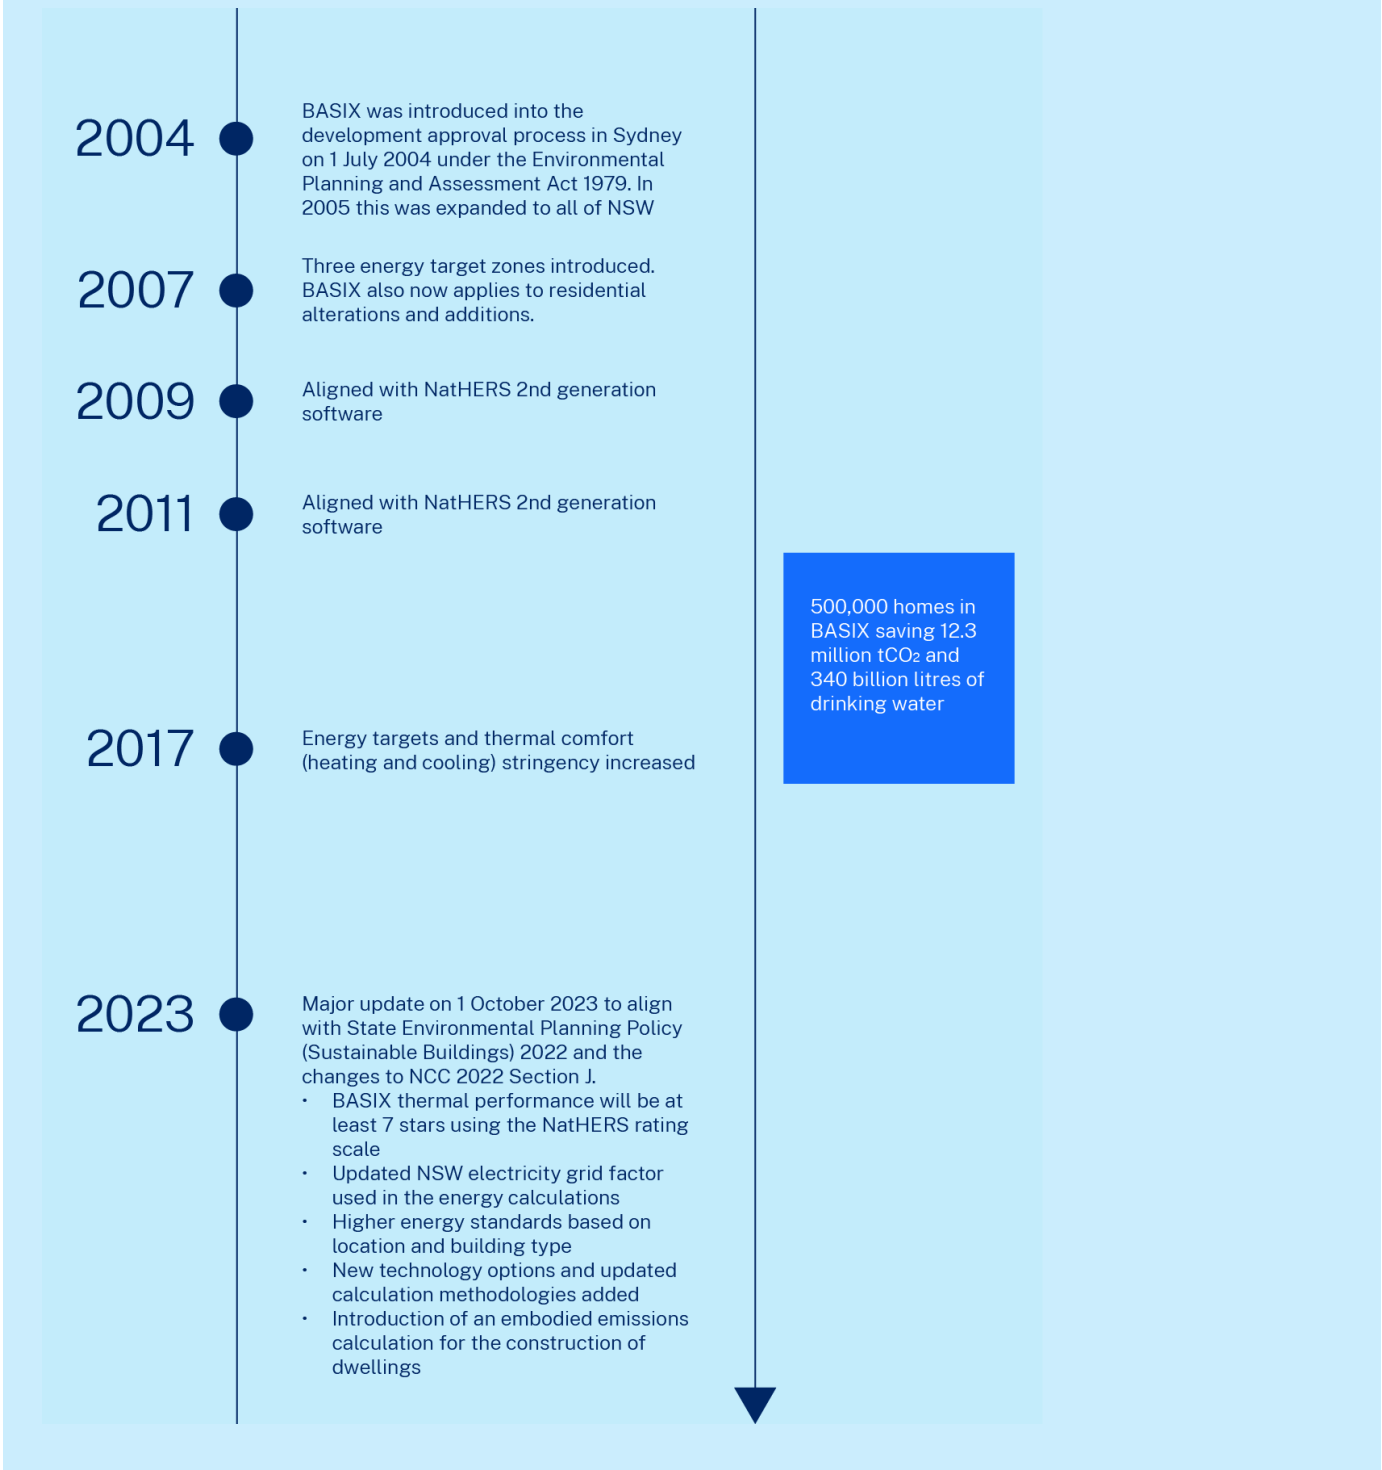 2004
BASIX was introduced into the
development approval process in Sydney
on 1 July 2004 under the Environmental
Planning and Assessment Act 1979. In
2005 this was expanded to all of NSW
2007
Three energy target zones introduced.
BASIX also now applies to residential
alterations and additions.
2009
Aligned with NatHERS 2nd generation
software
2011
Aligned with NatHERS 2nd generation
software
500,000 homes in
BASIX saving 12.3
million tCO₂ and
340 billion litres of
drinking water
2017
Energy targets and thermal comfort
(heating and cooling) stringency increased
2023
Major update on 1 October 2023 to align
with State Environmental Planning Policy
(Sustainable Buildings) 2022 and the
changes to NCC 2022 Section J.
• BASIX thermal performance will be at
least 7 stars using the NatHERS rating
scale
• Updated NSW electricity grid factor
used in the energy calculations
• Higher energy standards based on
location and building type
• New technology options and updated
calculation methodologies added
• Introduction of an embodied emissions
calculation for the construction of
dwellings